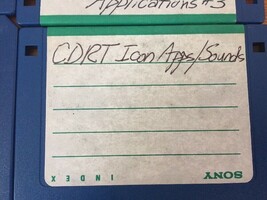 Applications #3
CDRT Icon Apps/Sounds
SONY
INDEX